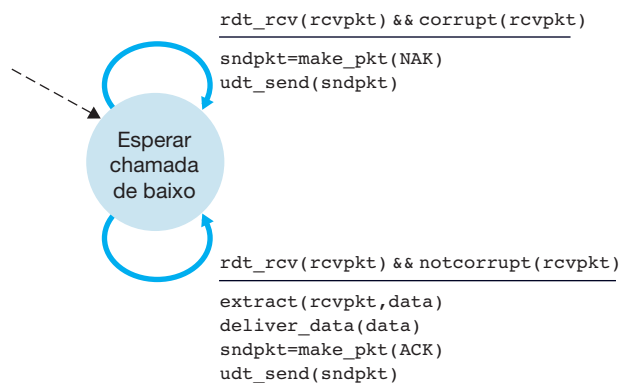 rdt_rcv(rcvpkt) && corrupt(rcvpkt)
sndpkt=make_pkt(NAK)
udt_send(sndpkt)
Esperar
chamada
de baixo
rdt_rcv(rcvpkt) && notcorrupt(rcvpkt)
extract(rcvpkt,data)
deliver_data(data)
sndpkt=make_pkt(ACK)
udt_send(sndpkt)